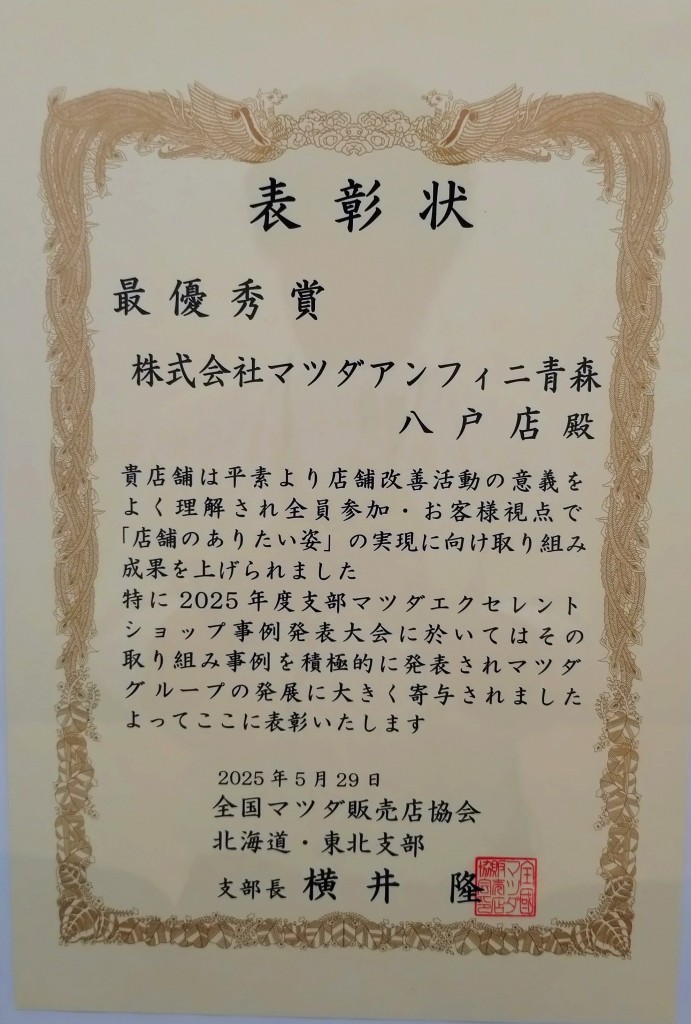 表彰状
最優秀賞
株式会社マツダアンフィニ青森
八戸店殿
貴店舗は平素より店舗改善活動の意義を
よく理解され全員参加・お客様視点で
「店舗のありたい姿」の実現に向け取り組み
成果を上げられました
特に2025年度支部マツダエクセレント
ショップ事例発表大会に於いてはその
取り組み事例を積極的に発表されマツダ
グループの発展に大きく寄与されました
よってここに表彰いたします
2025年5月29日
全国マツダ販売店協会
北海道・東北支部
支部長 横井 隆